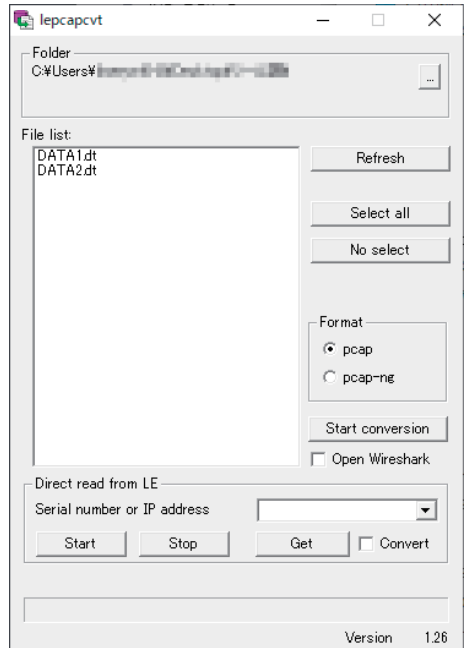 lepcapcvt
Folder
C:¥Users¥
...
File list:
DATA1.dt
DATA2.dt
Refresh
Select all
No select
Format
pcap
pcap-ng
Start conversion
Open Wireshark
Direct read from LE
Serial number or IP address
Start
Stop
Get
Convert
Version 1.26